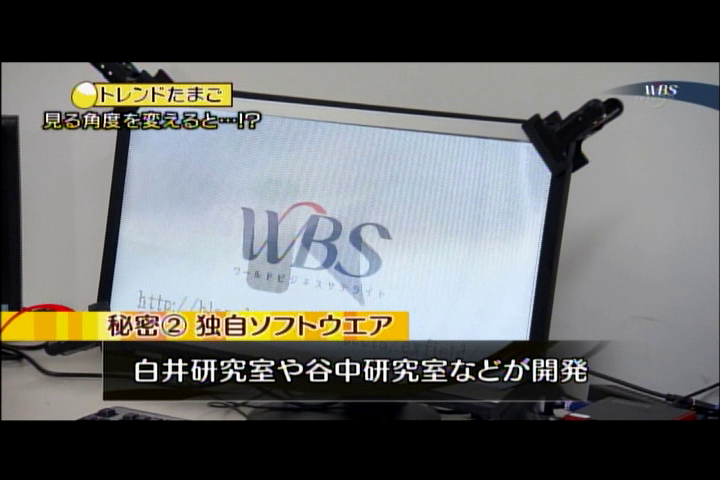 トレンドたまご
見る角度を変えると…!?
WBS
WBS
ワールドビジネスサテライト
http://
秘密② 独自ソフトウエア
白井研究室や谷中研究室などが開発